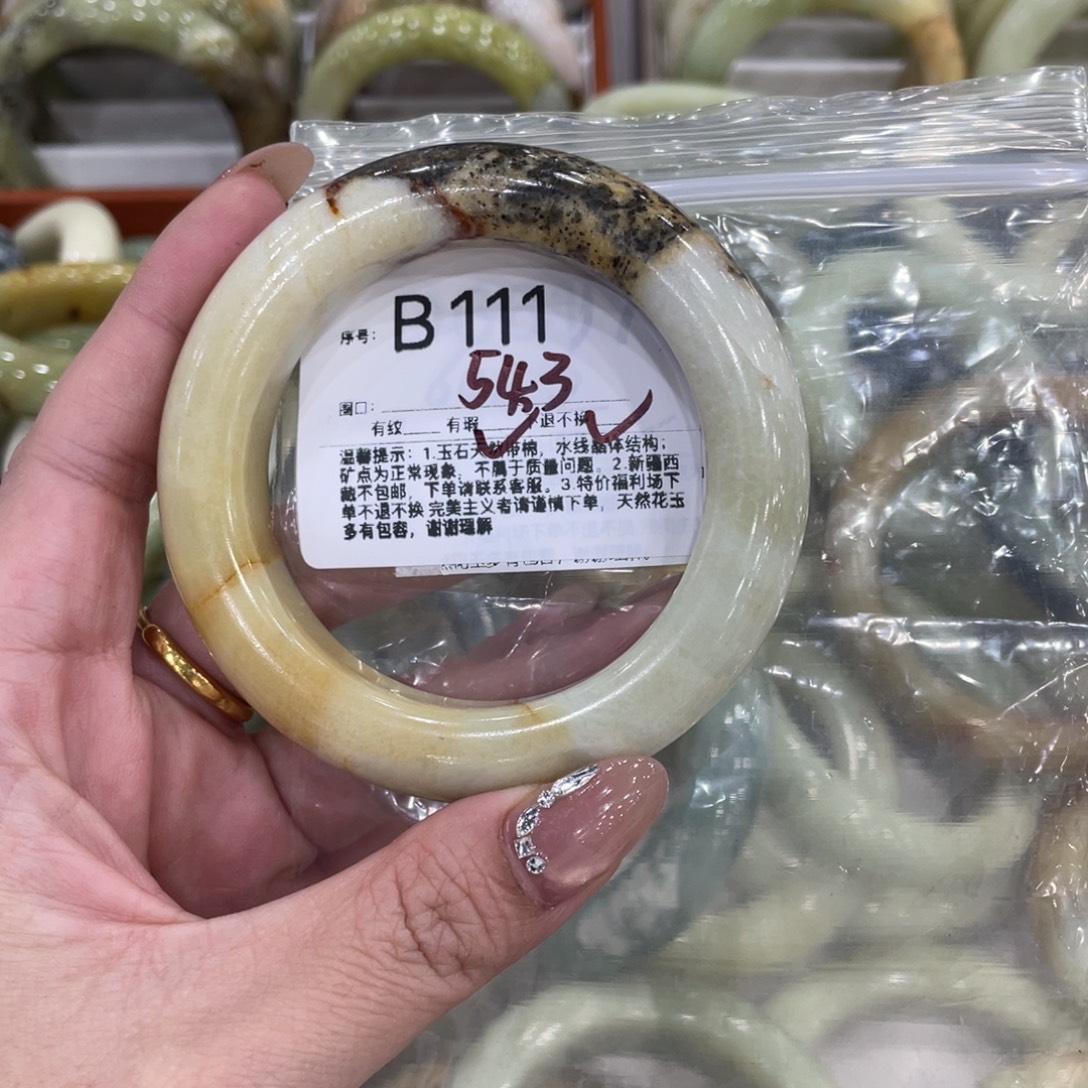 序号: B111
54.3
圈口:
有纹 有瑕 不退不换
温馨提示: 1.玉石天然带棉, 水线晶体结构;
矿点为正常现象, 不属于质量问题。2.新疆西
藏不包邮, 下单请联系客服。3.特价福利场下
单不退不换 完美主义者请谨慎下单, 天然花玉
多有包容, 谢谢理解